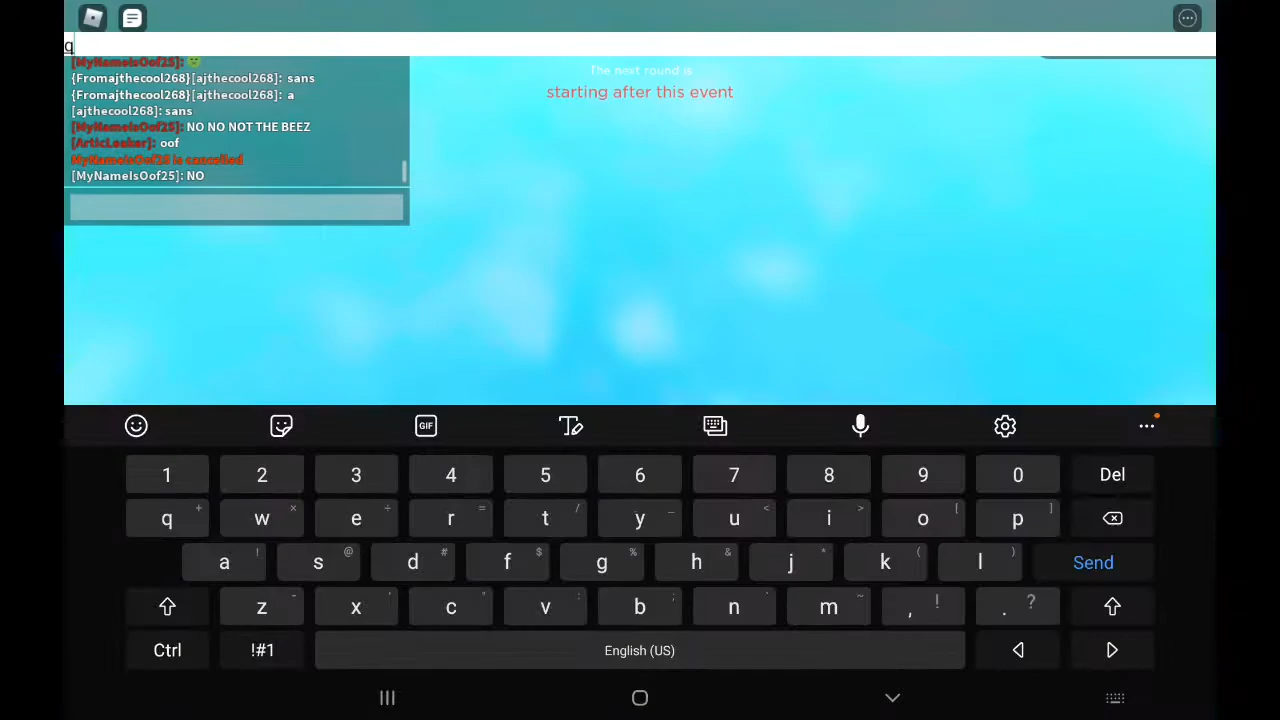 q
[MyNameIsOof25]: 🤢
{Fromajthecool268}[ajthecool268]: sans
{Fromajthecool268}[ajthecool268]: a
[ajthecool268]: sans
[MyNameIsOof25]: NO NO NOT THE BEEZ
[ArticLeaker]: oof
MyNameIsOof25 is cancelled
[MyNameIsOof25]: NO
The next round is
starting after this event
GIF
1 2 3 4 5 6 7 8 9 0 Del
q + w × e ÷ r = t / y _ u < i > o [ p ]
a ! s @ d # f $ g % h & j * k ( l ) Send
z - x ' c " v : b ; n ` m ~ , ! . ?
Ctrl !#1 English (US)